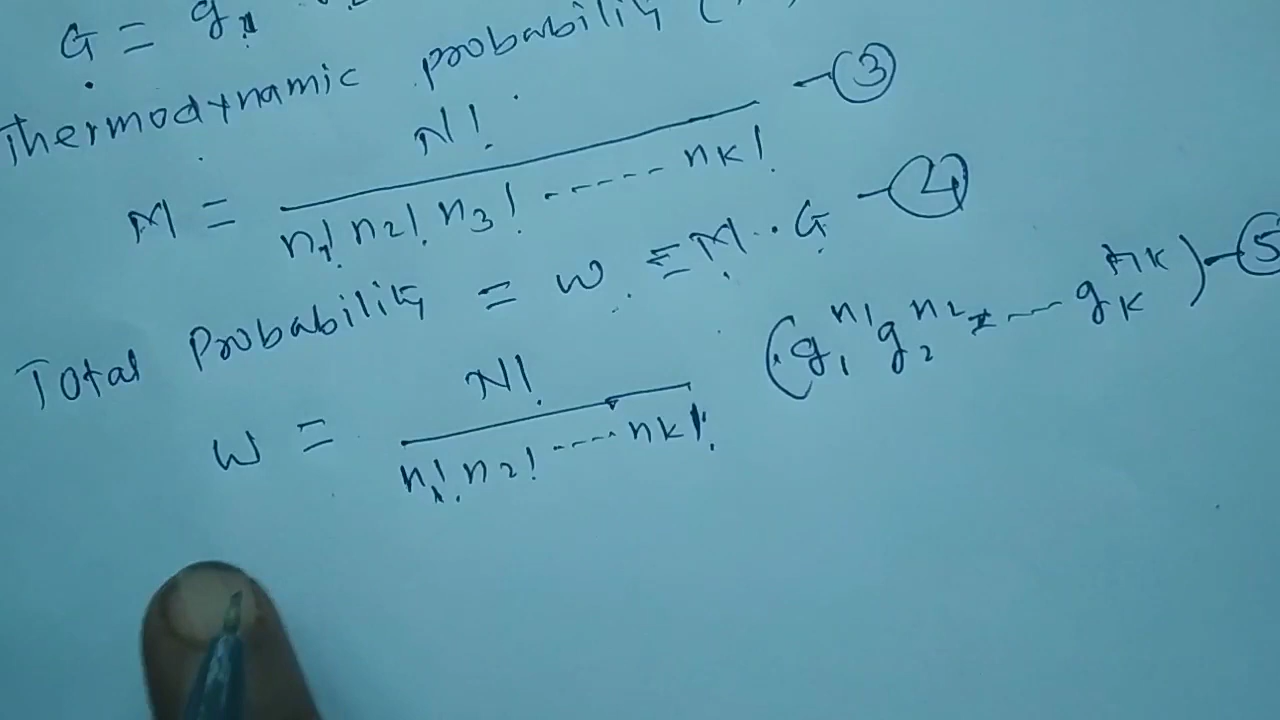 G = g1
Thermodynamic probability (
M = N! / n1! n2! n3! ------ nk! — 3
Total Probability = W = M . G — 4
W = N! / n1! n2! ---- nk! (g1^n1 g2^n2 --- gK^nK) — 5